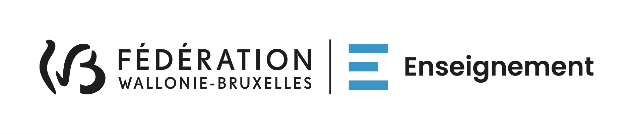 FÉDÉRATION
WALLONIE-BRUXELLES
Enseignement